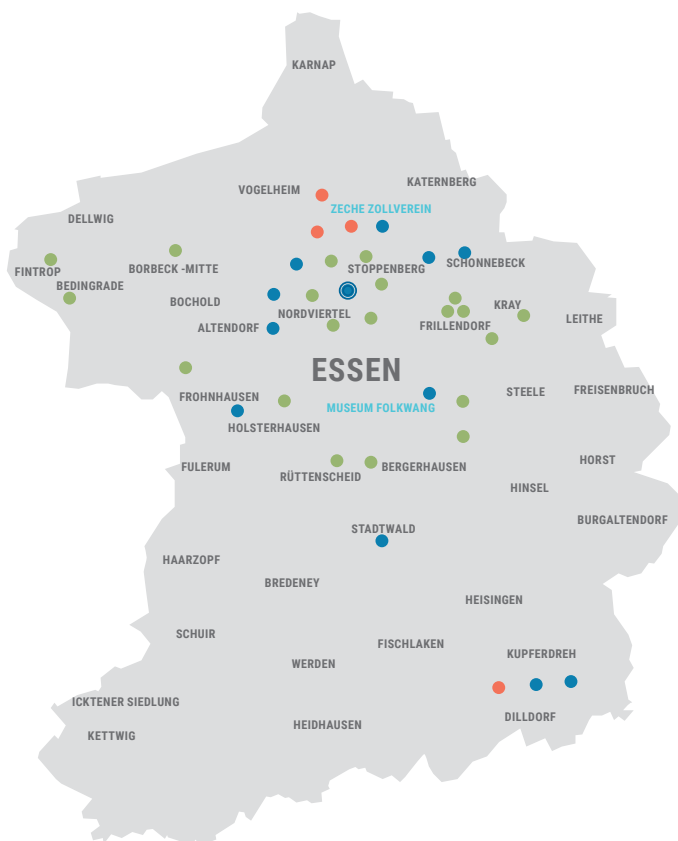 KARNAP
KATERNBERG
VOGELHEIM
ZECHE ZOLLVEREIN
DELLWIG
SCHONNEBECK
FINTROP
BORBECK -MITTE
STOPPENBERG
BEDINGRADE
BOCHOLD
KRAY
NORDVIERTEL
LEITHE
ALTENDORF
FRILLENDORF
ESSEN
FROHNHAUSEN
STEELE
FREISENBRUCH
MUSEUM FOLKWANG
HOLSTERHAUSEN
FULERUM
BERGERHAUSEN
HORST
RÜTTENSCHEID
HINSEL
BURGALTENDORF
STADTWALD
HAARZOPF
BREDENEY
HEISINGEN
SCHUIR
FISCHLAKEN
KUPFERDREH
WERDEN
ICKTENER SIEDLUNG
DILLDORF
HEIDHAUSEN
KETTWIG